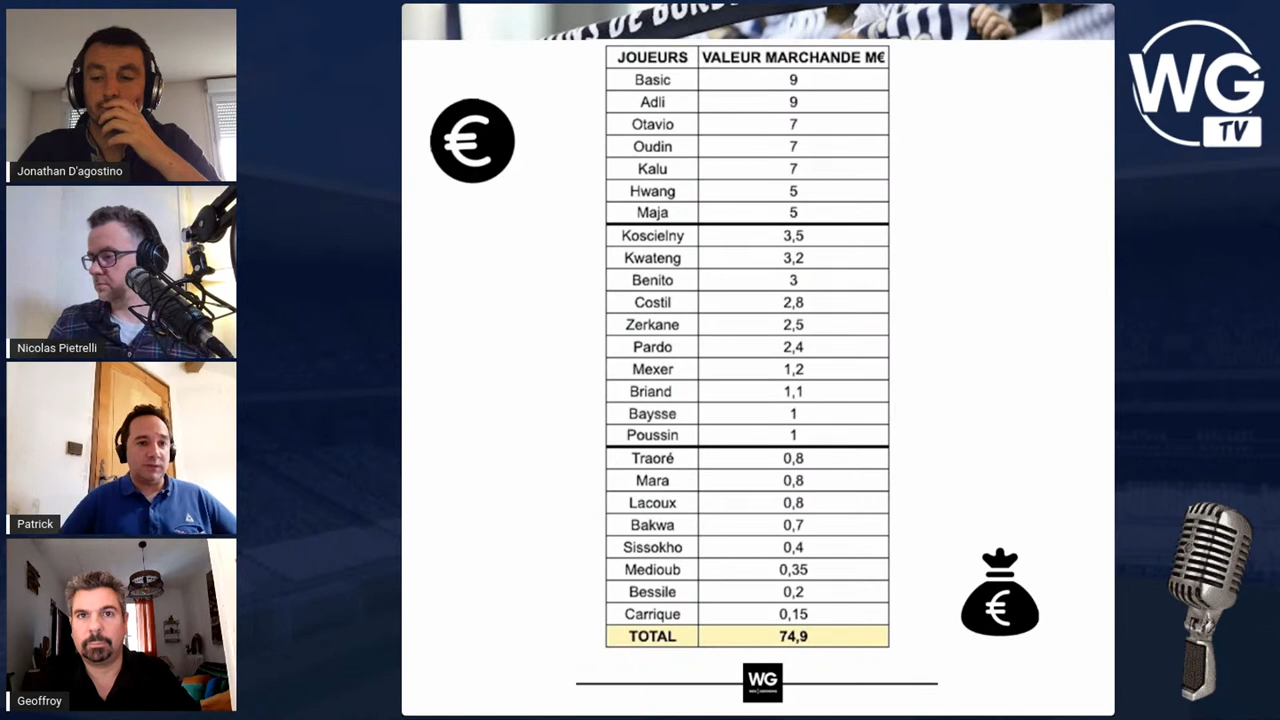 Jonathan D'agostino
Nicolas Pietrelli
Patrick
Geoffroy
DE
JOUEURS VALEUR MARCHANDE M€
Basic 9
Adli 9
Otavio 7
Oudin 7
Kalu 7
Hwang 5
Maja 5
Koscielny 3,5
Kwateng 3,2
Benito 3
Costil 2,8
Zerkane 2,5
Pardo 2,4
Mexer 1,2
Briand 1,1
Baysse 1
Poussin 1
Traoré 0,8
Mara 0,8
Lacoux 0,8
Bakwa 0,7
Sissokho 0,4
Medioub 0,35
Bessile 0,2
Carrique 0,15
TOTAL 74,9
€
€
WG
WG
TV